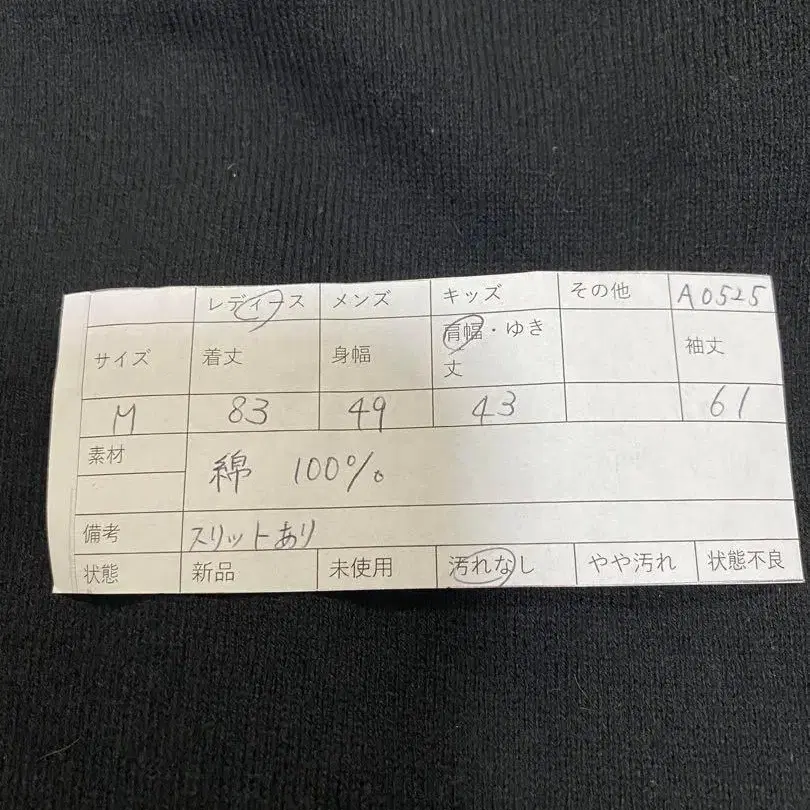 レディース メンズ キッズ その他 A0525
サイズ 着丈 身幅 肩幅・ゆき丈 袖丈
M 83 49 43 61
素材 綿 100%
備考 スリットあり
状態 新品 未使用 汚れなし やや汚れ 状態不良